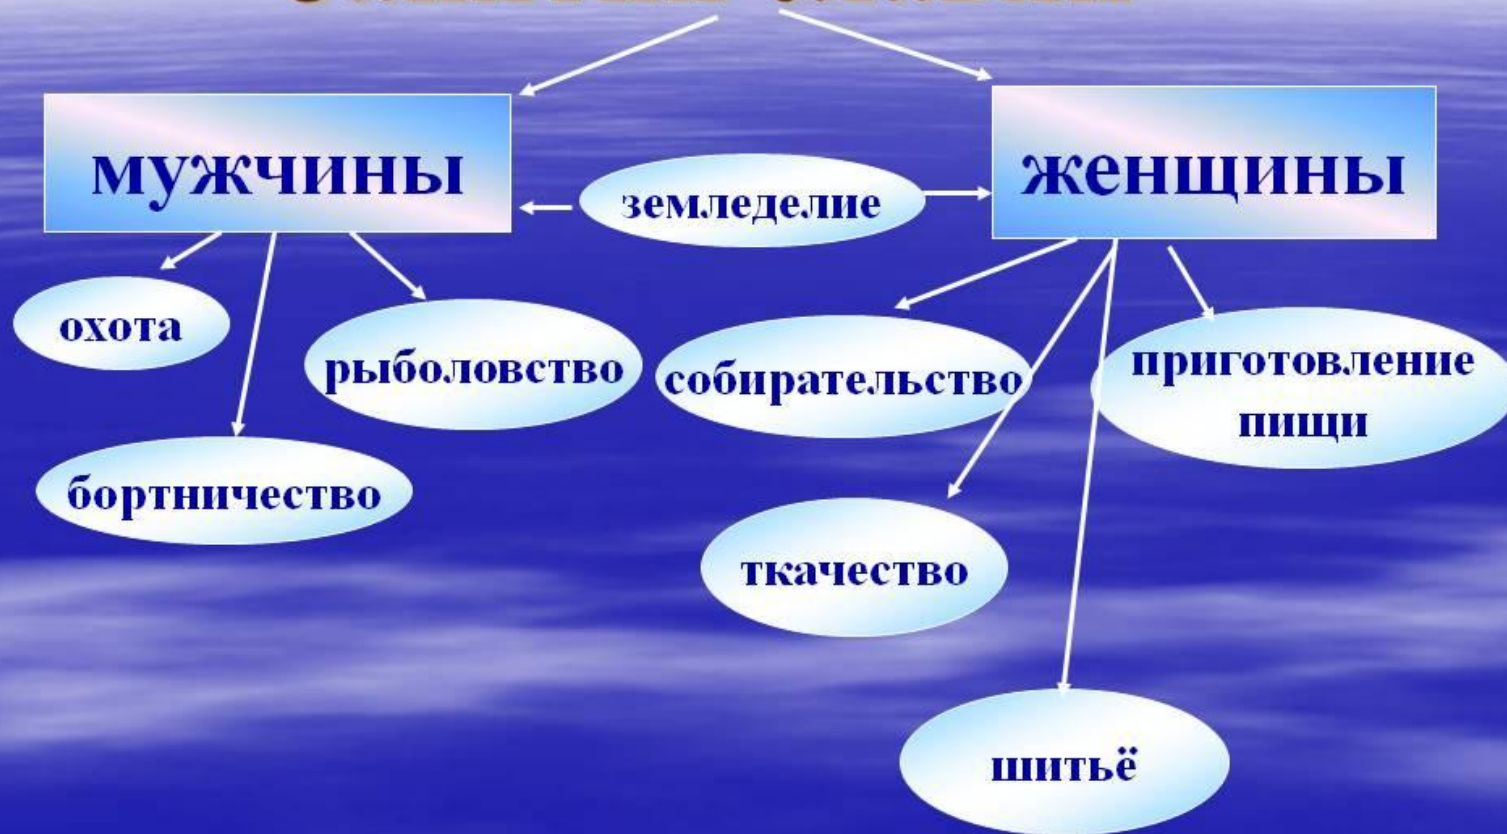 мужчины
женщины
земледелие
охота
рыболовство
собирательство
приготовление
пищи
бортничество
ткачество
шитьё